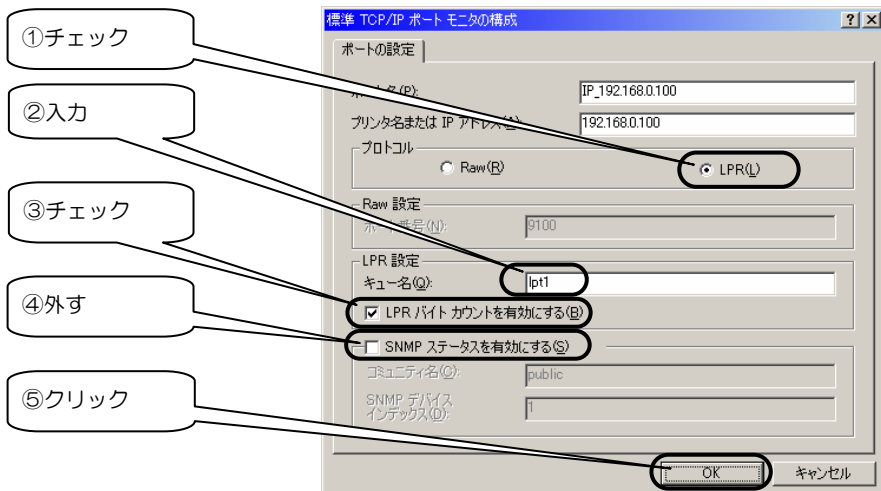 ①チェック
②入力
③チェック
④外す
⑤クリック
標準 TCP/IP ポート モニタの構成
ポートの設定
IP_192.168.0.100
プリンタ名または IP アドレス(A):
192.168.0.100
プロトコル
Raw(R)
LPR(L)
Raw 設定
ポート番号(N):
9100
LPR 設定
キュー名(Q):
lpt1
LPR バイト カウントを有効にする(B)
SNMP ステータスを有効にする(S)
コミュニティ名(C):
public
SNMP デバイス
インデックス(D):
1
OK
キャンセル